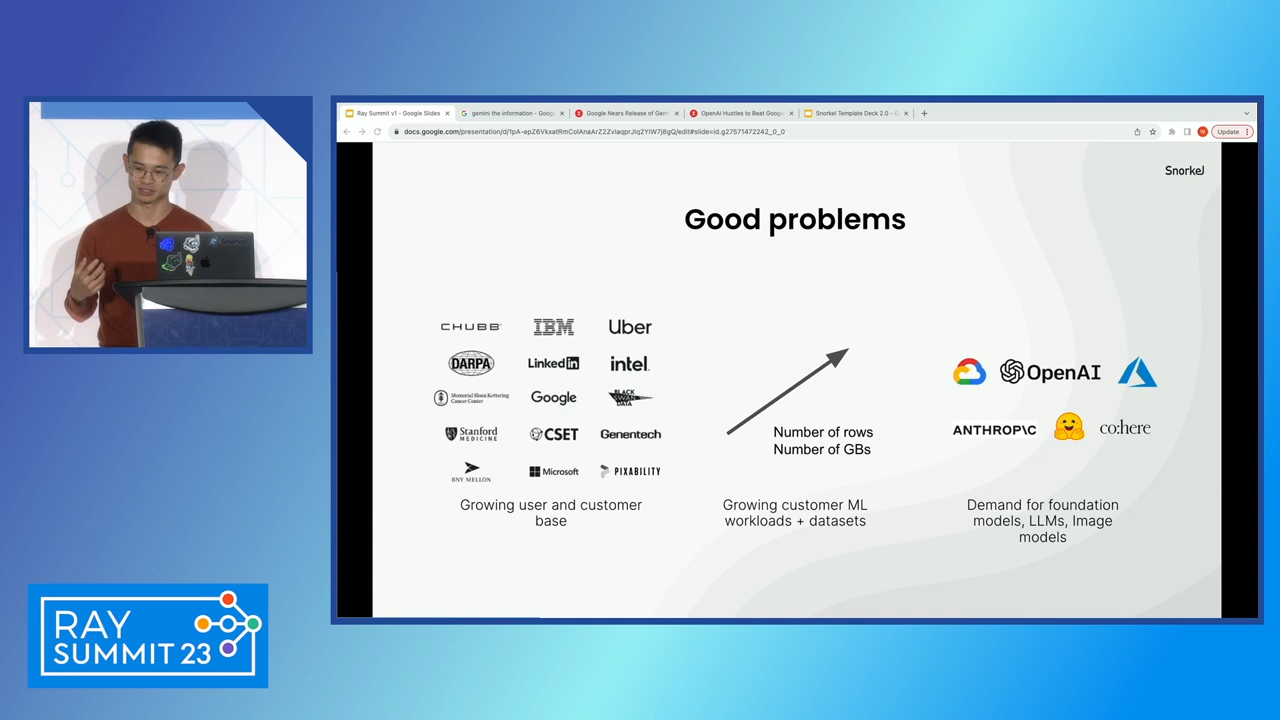 Ray Summit v1 - Google Slides
gemini the information - Goog
Google Nears Release of Gem
OpenAI Hustles to Beat Google
Snorkel Template Deck 2.0 - G
Update
Snorkel
Good problems
CHUBB
IBM
Uber
DARPA
LinkedIn
intel.
Memorial Sloan Kettering
Cancer Center
Google
BLACK
SWAN
DATA
Stanford
MEDICINE
CSET
Genentech
BNY MELLON
Microsoft
PIXABILITY
Growing user and customer
base
Number of rows
Number of GBs
Growing customer ML
workloads + datasets
OpenAI
ANTHROP\C
co:here
Demand for foundation
models, LLMs, Image
models
Snorkel
RAY
SUMMIT 23